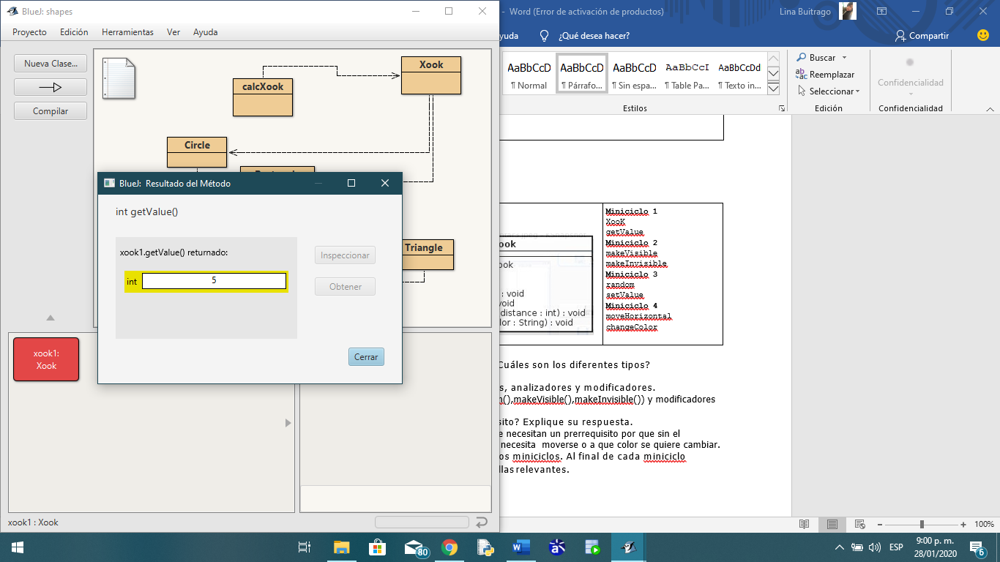 BlueJ: shapes
Proyecto Edición Herramientas Ver Ayuda
Nueva Clase...
Compilar
calcXook
Xook
Circle
Triangle
BlueJ: Resultado del Método
int getValue()
xook1.getValue() returnado:
int 5
Inspeccionar
Obtener
Cerrar
xook1:
Xook
xook1 : Xook
- Word (Error de activación de productos)
Lina Buitrago
yuda ¿Qué desea hacer?
Compartir
AaBbCcD AaBbCcD AaBbCcD AaBbCcI AaBbCcDd
¶ Normal ¶ Párrafo... ¶ Sin espa... ¶ Table Pa... ¶ Texto in...
Estilos
Buscar
Reemplazar
Seleccionar
Edición
Confidencialidad
Confidencialidad
ook
ook
: void
void
(distance : int) : void
lor : String) : void
Miniciclo 1
XooK
getValue
Miniciclo 2
makeVisible
makeInvisible
Miniciclo 3
random
setValue
Miniciclo 4
moveHorizontal
changeColor
Cuáles son los diferentes tipos?
s, analizadores y modificadores.
m(),makeVisible(),makeInvisible()) y modificadores
sito? Explique su respuesta.
e necesitan un prerrequisito por que sin el
necesita moverse o a que color se quiere cambiar.
os miniciclos. Al final de cada miniciclo
llas relevantes.
100%
80
ESP
9:00 p. m.
28/01/2020
6